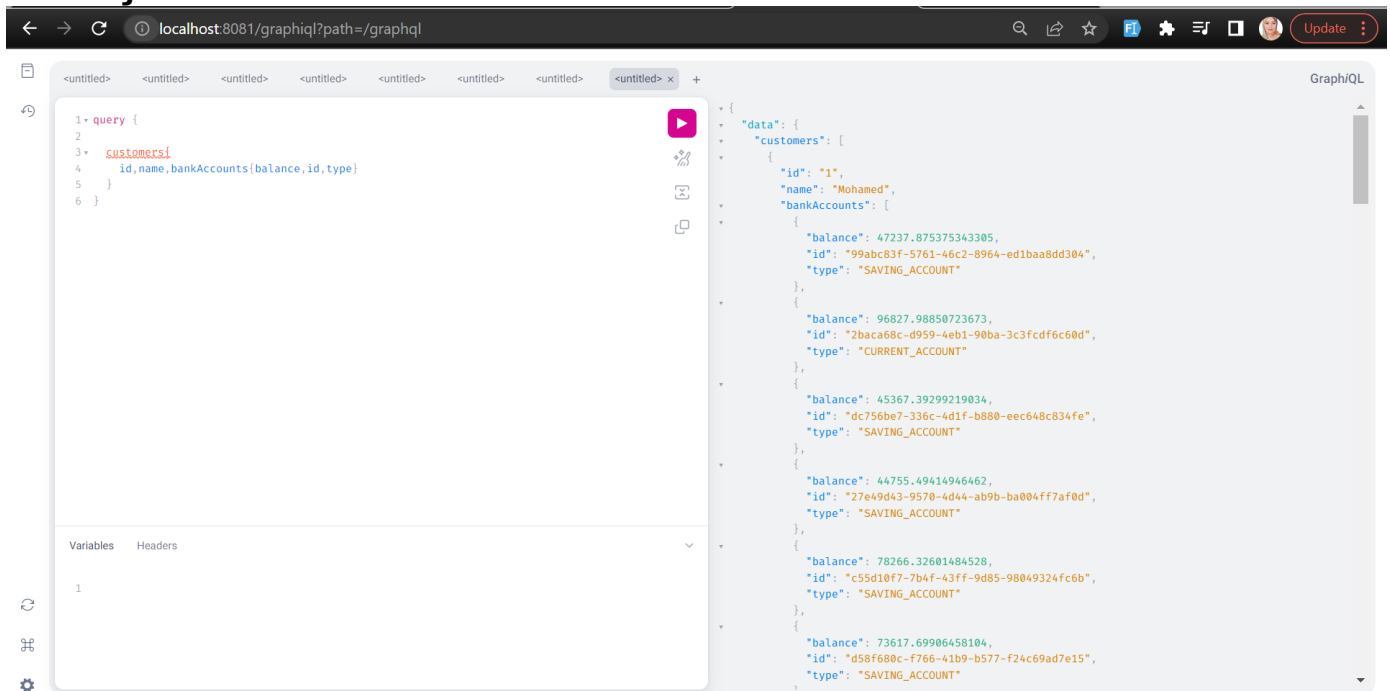 localhost:8081/graphiql?path=/graphql
Update
<untitled> <untitled> <untitled> <untitled> <untitled> <untitled> <untitled> <untitled> × +
GraphiQL
1 query {
2
3 customers{
4 id,name,bankAccounts{balance,id,type}
5 }
6 }
Variables Headers
1
{
"data": {
"customers": [
{
"id": "1",
"name": "Mohamed",
"bankAccounts": [
{
"balance": 47237.875375343305,
"id": "99abc83f-5761-46c2-8964-ed1baa8dd304",
"type": "SAVING_ACCOUNT"
},
{
"balance": 96827.98850723673,
"id": "2baca68c-d959-4eb1-90ba-3c3fcdf6c60d",
"type": "CURRENT_ACCOUNT"
},
{
"balance": 45367.39299219034,
"id": "dc756be7-336c-4d1f-b880-eec648c834fe",
"type": "SAVING_ACCOUNT"
},
{
"balance": 44755.49414946462,
"id": "27e49d43-9570-4d44-ab9b-ba004ff7af0d",
"type": "SAVING_ACCOUNT"
},
{
"balance": 78266.32601484528,
"id": "c55d10f7-7b4f-43ff-9d85-98049324fc6b",
"type": "SAVING_ACCOUNT"
},
{
"balance": 73617.69906458104,
"id": "d58f680c-f766-41b9-b577-f24c69ad7e15",
"type": "SAVING_ACCOUNT"